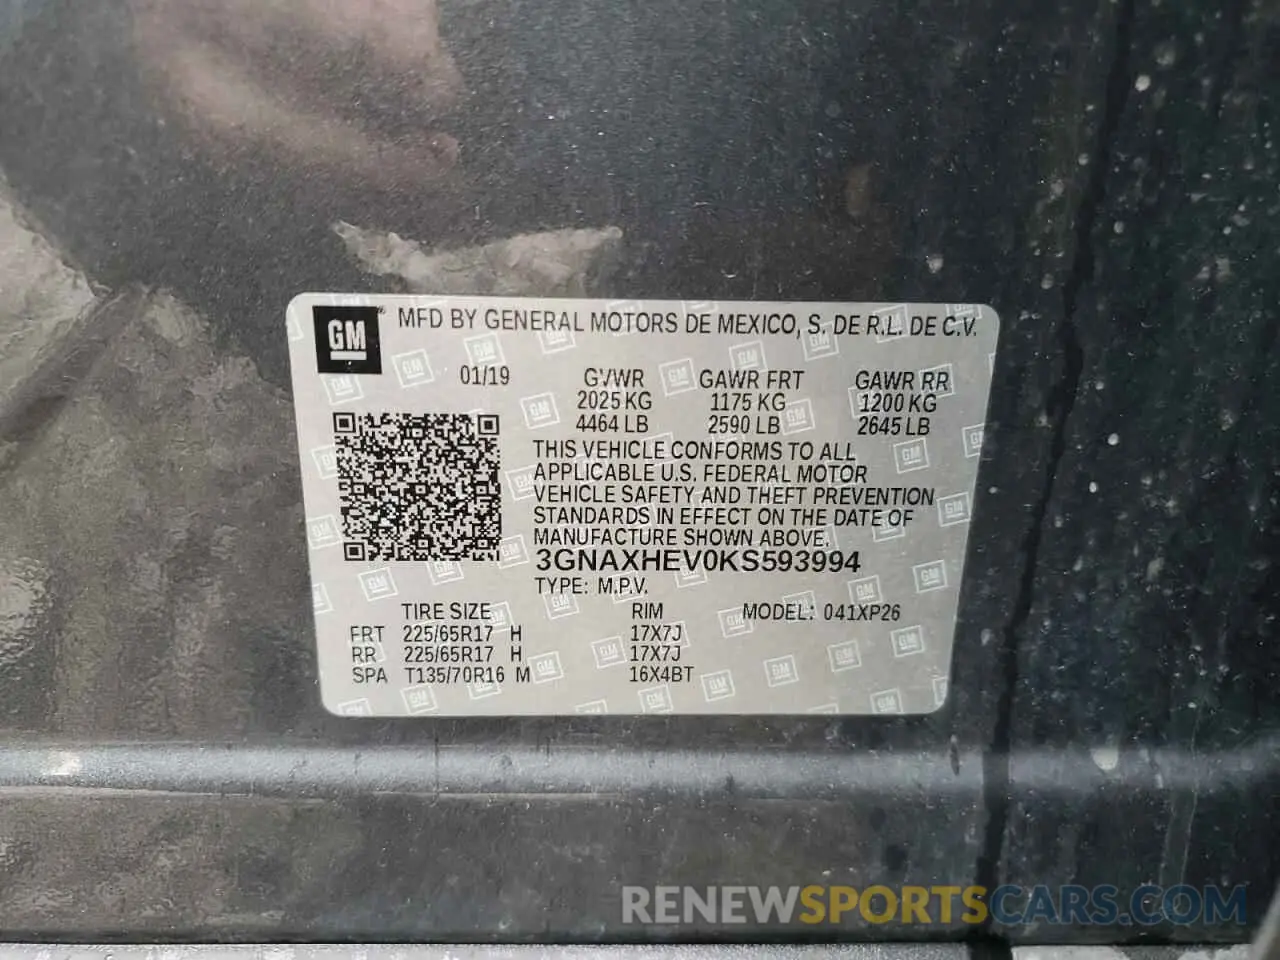 GM® MFD BY GENERAL MOTORS DE MEXICO, S. DE R.L. DE C.V.
01/19 GVWR GAWR FRT GAWR RR
2025 KG 1175 KG 1200 KG
4464 LB 2590 LB 2645 LB
THIS VEHICLE CONFORMS TO ALL
APPLICABLE U.S. FEDERAL MOTOR
VEHICLE SAFETY AND THEFT PREVENTION
STANDARDS IN EFFECT ON THE DATE OF
MANUFACTURE SHOWN ABOVE.
3GNAXHEV0KS593994
TYPE: M.P.V.
TIRE SIZE RIM MODEL: 041XP26
FRT 225/65R17 H 17X7J
RR 225/65R17 H 17X7J
SPA T135/70R16 M 16X4BT
RENEWSPORTSCARS.COM